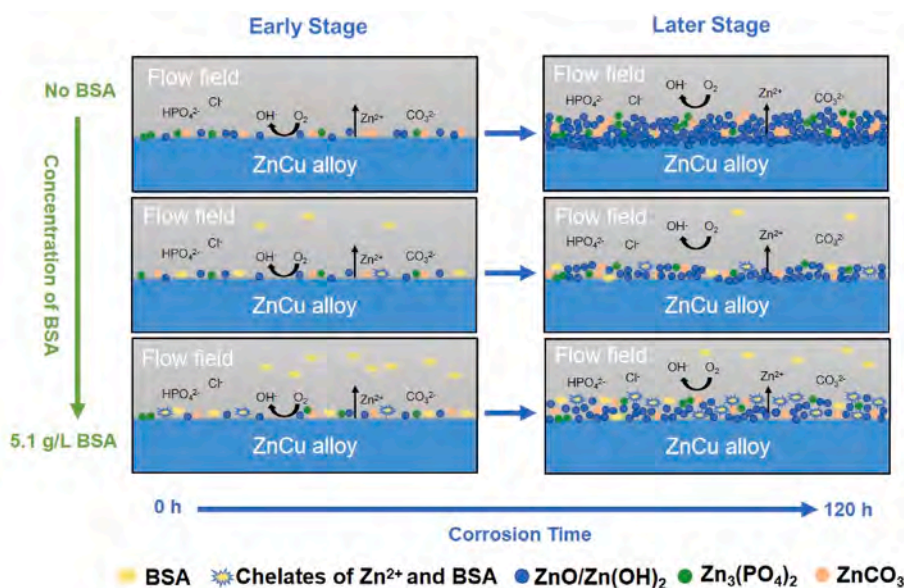 Early Stage
Later Stage
No BSA
Concentration of BSA
5.1 g/L BSA
Flow field
HPO₄²⁻ Cl⁻ OH⁻ O₂ Zn²⁺ CO₃²⁻
ZnCu alloy
Flow field
HPO₄²⁻ Cl⁻ OH⁻ O₂ Zn²⁺ CO₃²⁻
ZnCu alloy
Flow field
HPO₄²⁻ Cl⁻ OH⁻ O₂ Zn²⁺ CO₃²⁻
ZnCu alloy
Flow field
HPO₄²⁻ Cl⁻ OH⁻ O₂ Zn²⁺ CO₃²⁻
ZnCu alloy
Flow field
HPO₄²⁻ Cl⁻ OH⁻ O₂ Zn²⁺ CO₃²⁻
ZnCu alloy
Flow field
HPO₄²⁻ Cl⁻ OH⁻ O₂ Zn²⁺ CO₃²⁻
ZnCu alloy
0 h
120 h
Corrosion Time
BSA
Chelates of Zn²⁺ and BSA
ZnO/Zn(OH)₂
Zn₃(PO₄)₂
ZnCO₃